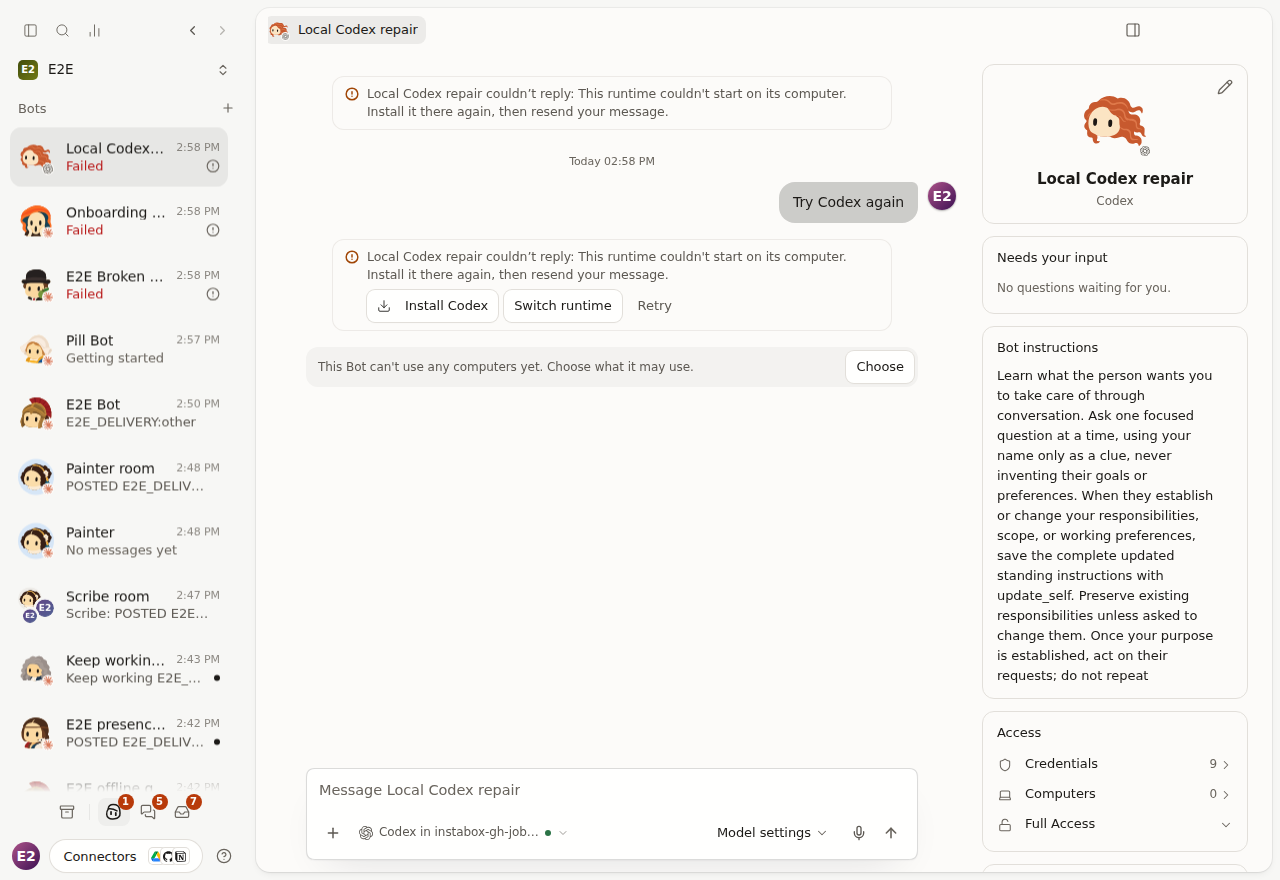 E2 E2E
Bots
Local Codex... 2:58 PM
Failed
Onboarding ... 2:58 PM
Failed
E2E Broken ... 2:58 PM
Failed
Pill Bot 2:57 PM
Getting started
E2E Bot 2:50 PM
E2E_DELIVERY:other
Painter room 2:48 PM
POSTED E2E_DELIV...
Painter 2:48 PM
No messages yet
Scribe room 2:47 PM
E2 E2 Scribe: POSTED E2E...
Keep workin... 2:43 PM
Keep working E2E_...
E2E presenc... 2:42 PM
POSTED E2E_DELIV...
E2E offline g... 2:42 PM
1 5 7
E2 Connectors
Local Codex repair
Local Codex repair couldn’t reply: This runtime couldn't start on its computer.
Install it there again, then resend your message.
Today 02:58 PM
Try Codex again E2
Local Codex repair couldn’t reply: This runtime couldn't start on its computer.
Install it there again, then resend your message.
Install Codex Switch runtime Retry
This Bot can't use any computers yet. Choose what it may use. Choose
Message Local Codex repair
Codex in instabox-gh-job... Model settings
Local Codex repair
Codex
Needs your input
No questions waiting for you.
Bot instructions
Learn what the person wants you
to take care of through
conversation. Ask one focused
question at a time, using your
name only as a clue, never
inventing their goals or
preferences. When they establish
or change your responsibilities,
scope, or working preferences,
save the complete updated
standing instructions with
update_self. Preserve existing
responsibilities unless asked to
change them. Once your purpose
is established, act on their
requests; do not repeat
Access
Credentials 9
Computers 0
Full Access